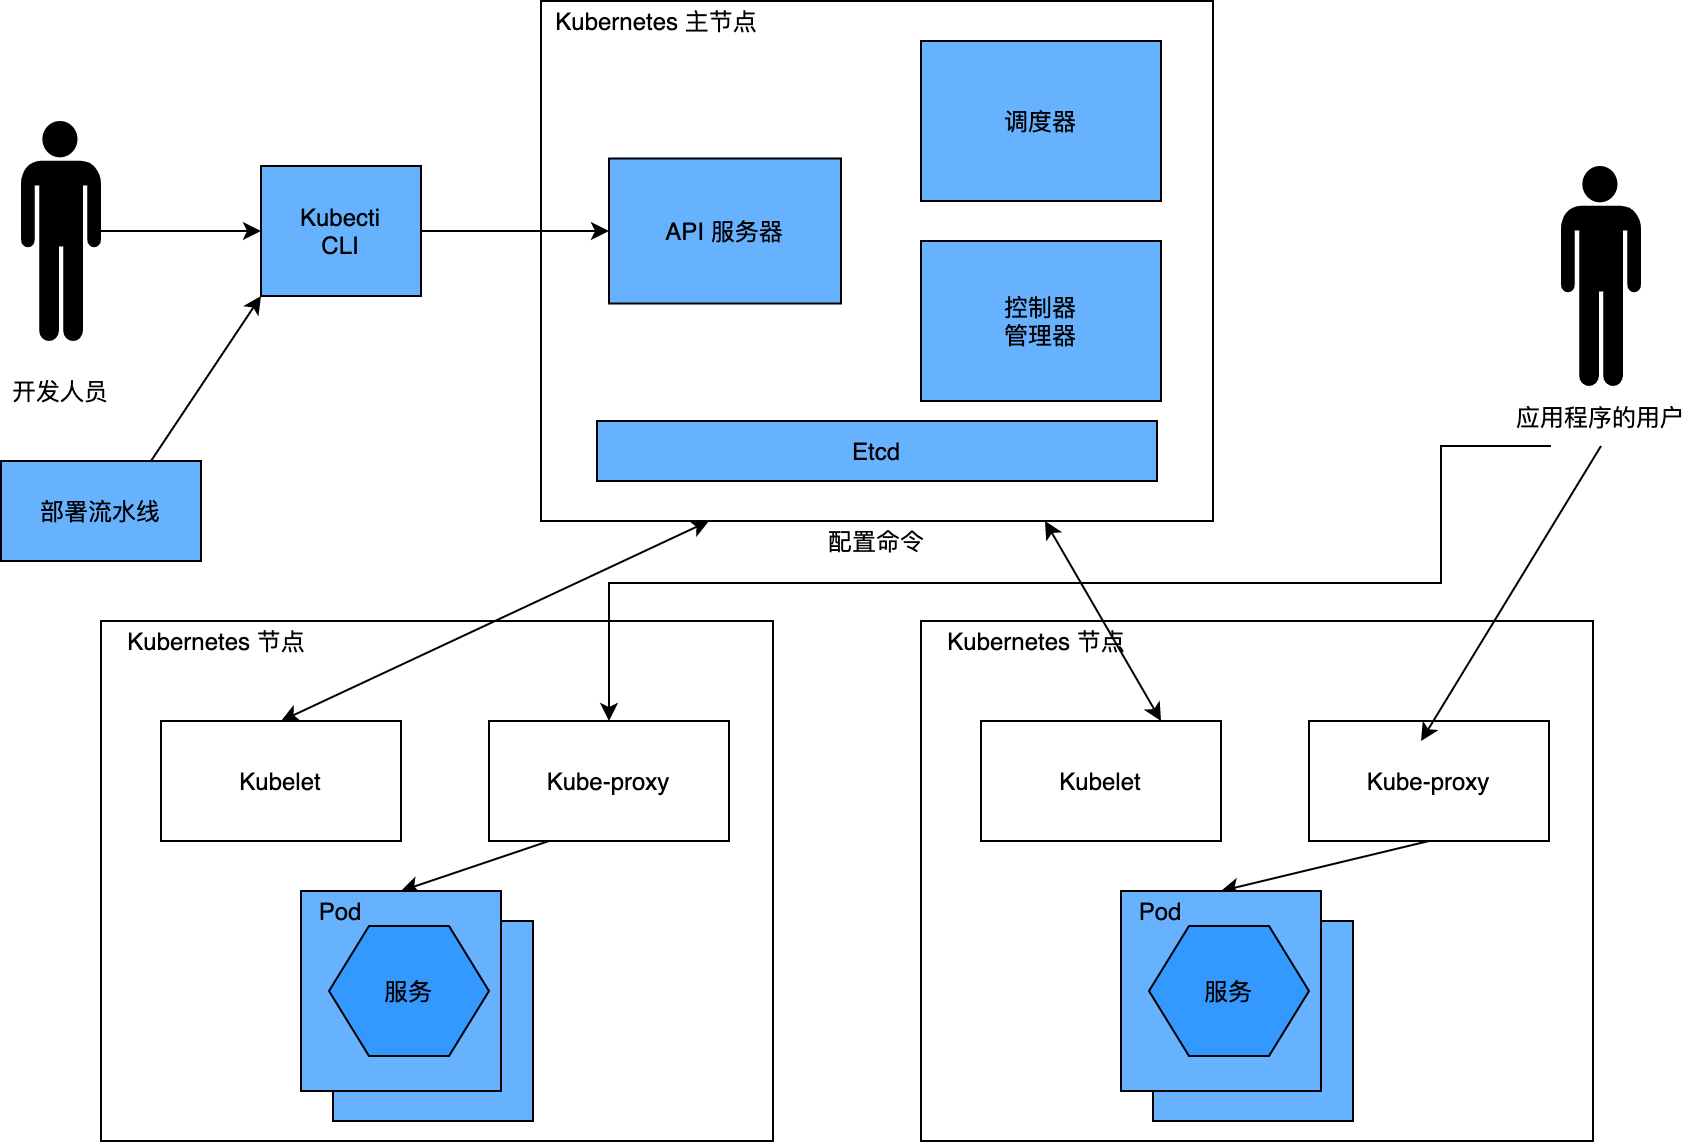 Kubernetes 主节点
调度器
Kubecti
CLI
API 服务器
控制器
管理器
开发人员
应用程序的用户
Etcd
部署流水线
配置命令
Kubernetes 节点
Kubernetes 节点
Kubelet
Kube-proxy
Kubelet
Kube-proxy
Pod
服务
Pod
服务